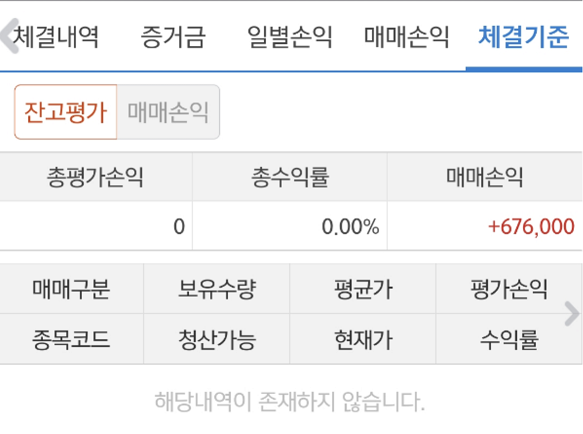 체결내역 증거금 일별손익 매매손익 체결기준
잔고평가 매매손익
총평가손익 총수익률 매매손익
0 0.00% +676,000
매매구분 보유수량 평균가 평가손익
종목코드 청산가능 현재가 수익률
해당내역이 존재하지 않습니다.